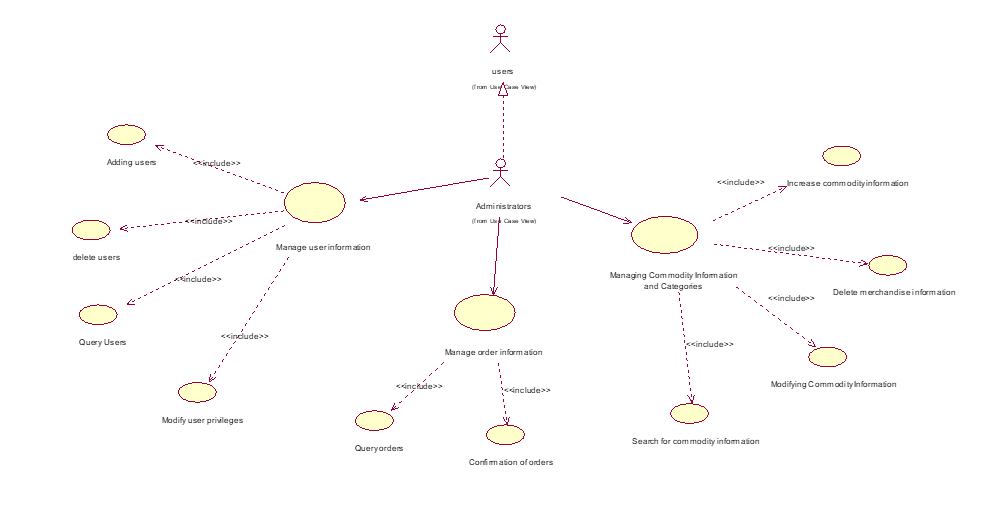 users
(from Use Case View)
Adding users
<<include>>
<<include>>
Increase commodity information
Administrators
(from Use Case View)
<<include>>
Manage user information
delete users
<<include>>
<<include>>
Managing Commodity Information
and Categories
Delete merchandise information
<<include>>
Query Users
<<include>>
<<include>>
Manage order information
Modifying Commodity Information
<<include>>
<<include>>
Modify user privileges
Query orders
Confirmation of orders
Search for commodity information